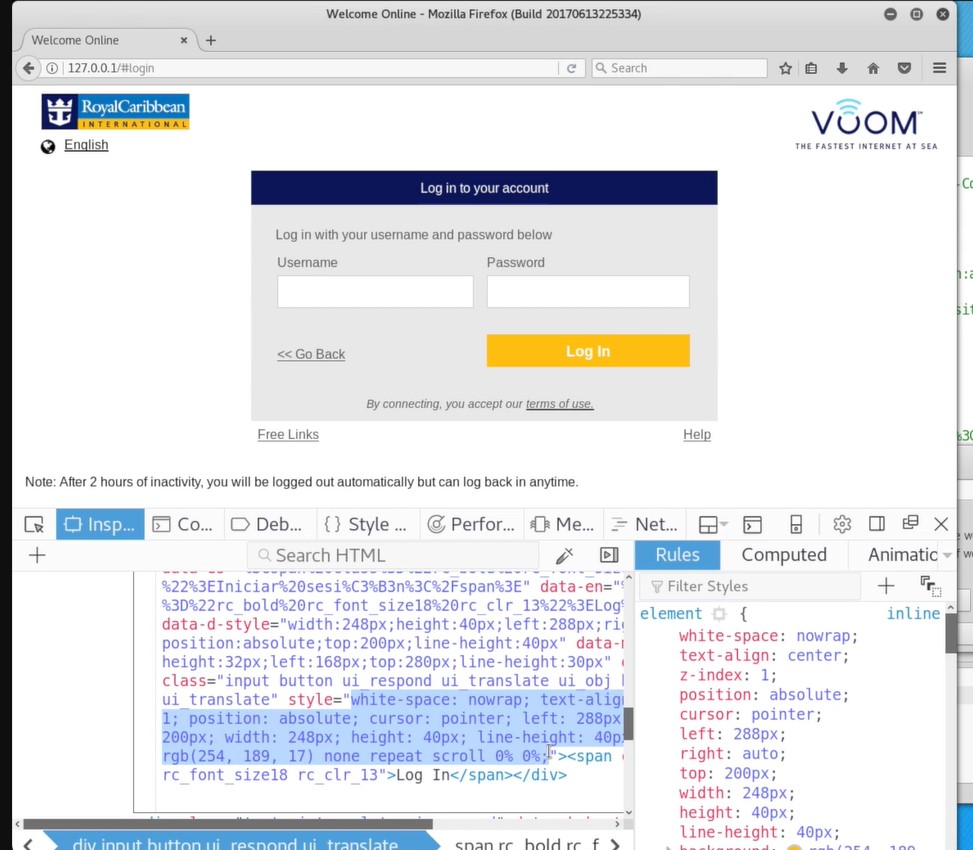 Welcome Online - Mozilla Firefox (Build 20170613225334)
Welcome Online
127.0.0.1/#login
Search
RoyalCaribbean
INTERNATIONAL
VOOM
THE FASTEST INTERNET AT SEA
English
Log in to your account
Log in with your username and password below
Username
Password
<< Go Back
Log In
By connecting, you accept our terms of use.
Free Links
Help
Note: After 2 hours of inactivity, you will be logged out automatically but can log back in anytime.
Insp...
Co...
Deb...
{ } Style ...
Perfor...
Me...
Net...
Search HTML
Rules
Computed
Animatio
%22%3EIniciar%20sesi%C3%B3n%3C%2Fspan%3E" data-en="%
%3D%22rc_bold%20rc_font_size18%20rc_clr_13%22%3ELog%
data-d-style="width:248px;height:40px;left:288px;rig
position:absolute;top:200px;line-height:40px" data-m
height:32px;left:168px;top:280px;line-height:30px"
class="input button ui_respond ui_translate ui_obj
ui_translate" style="white-space: nowrap; text-align
1; position: absolute; cursor: pointer; left: 288px
200px; width: 248px; height: 40px; line-height: 40px
rgb(254, 189, 17) none repeat scroll 0% 0%;"><span
rc_font_size18 rc_clr_13">Log In</span></div>
div.input.button.ui_respond.ui_translate
span.rc_bold.rc_f
Filter Styles
element {
inline
white-space: nowrap;
text-align: center;
z-index: 1;
position: absolute;
cursor: pointer;
left: 288px;
right: auto;
top: 200px;
width: 248px;
height: 40px;
line-height: 40px;
background: rgb(254, 189,